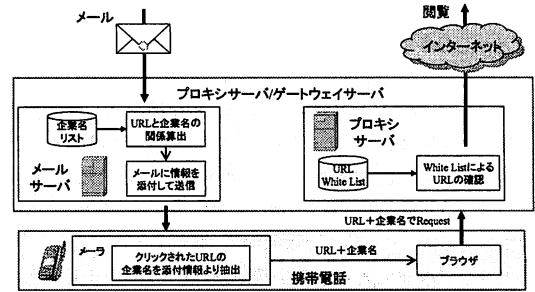 メール
閲覧
インターネット
プロキシサーバ/ゲートウェイサーバ
企業名
リスト
URLと企業名の
関係算出
メール
サーバ
メールに情報を
添付して送信
プロキシ
サーバ
URL
White List
White Listによる
URLの確認
URL+企業名でRequest
メーラ
クリックされたURLの
企業名を添付情報より抽出
URL+企業名
ブラウザ
携帯電話